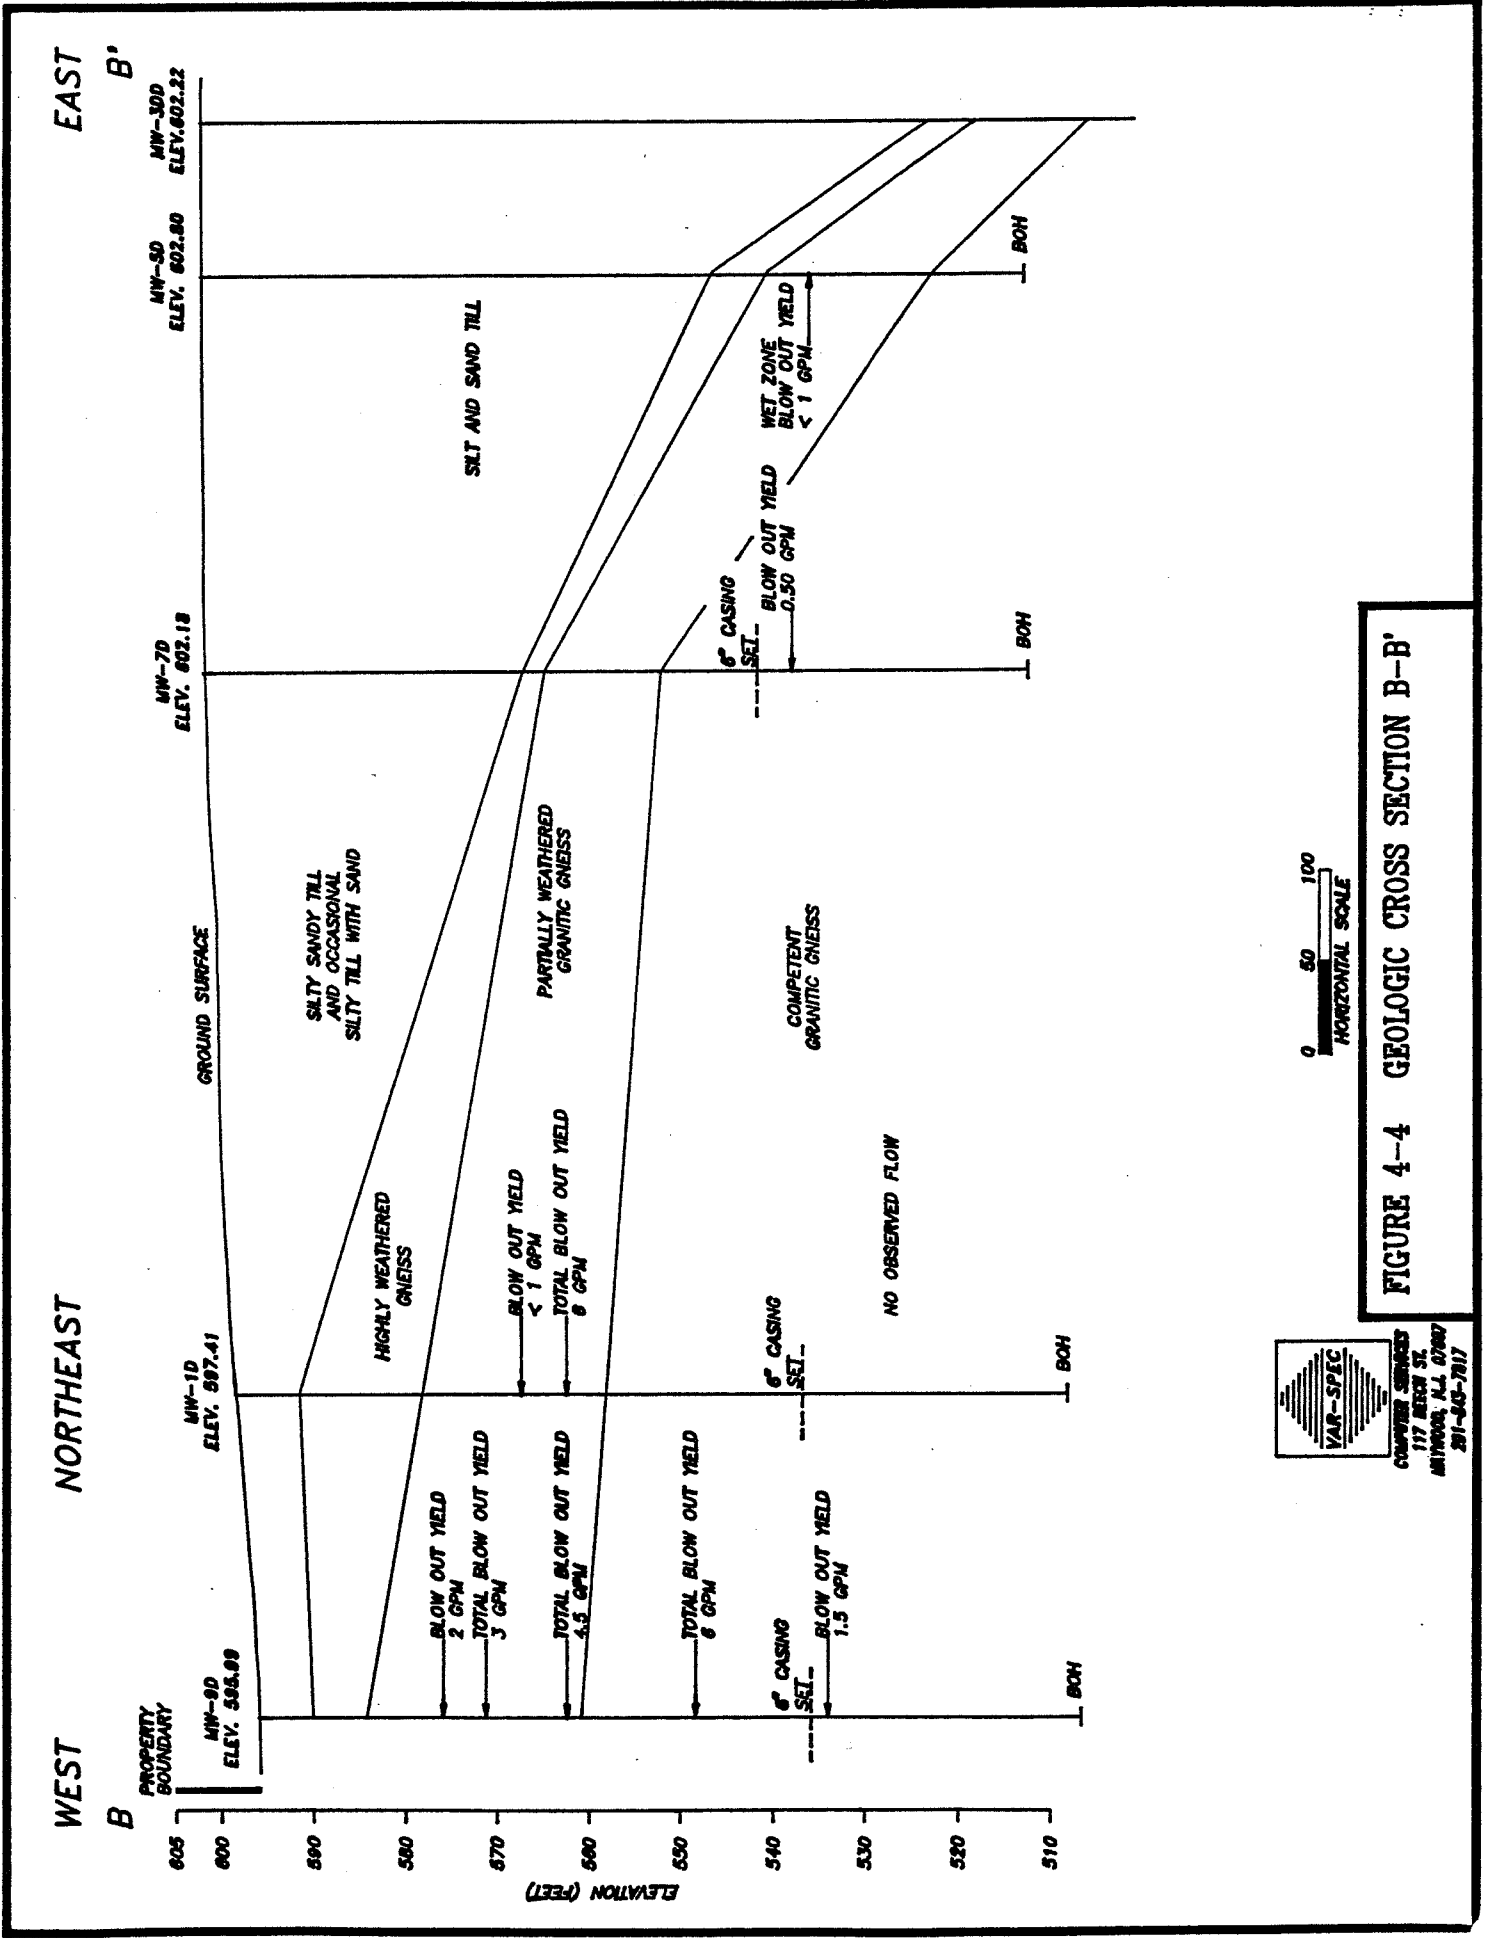 WEST
NORTHEAST
EAST
B
B'
PROPERTY
BOUNDARY
MW-9D
ELEV. 595.99
MW-1D
ELEV. 597.41
MW-7D
ELEV. 602.18
MW-5D
ELEV. 602.80
MW-3DD
ELEV.602.22
605
600
590
580
570
560
550
540
530
520
510
ELEVATION (FEET)
GROUND SURFACE
SILTY SANDY TILL
AND OCCASIONAL
SILTY TILL WITH SAND
SILT AND SAND TILL
HIGHLY WEATHERED
GNEISS
PARTIALLY WEATHERED
GRANITIC GNEISS
COMPETENT
GRANITIC GNEISS
NO OBSERVED FLOW
BLOW OUT YIELD
2 GPM
TOTAL BLOW OUT YIELD
3 GPM
TOTAL BLOW OUT YIELD
4.5 GPM
TOTAL BLOW OUT YIELD
6 GPM
6" CASING
SET
BLOW OUT YIELD
1.5 GPM
BOH
BLOW OUT YIELD
< 1 GPM
TOTAL BLOW OUT YIELD
6 GPM
6" CASING
SET
BOH
6" CASING
SET
BLOW OUT YIELD
0.50 GPM
BOH
WET ZONE
BLOW OUT YIELD
< 1 GPM
BOH
0 50 100
HORIZONTAL SCALE
VAR-SPEC
COMPUTER SERVICES
117 BEECH ST.
MAYWOOD, N.J. 07607
201-843-7017
FIGURE 4-4 GEOLOGIC CROSS SECTION B-B'